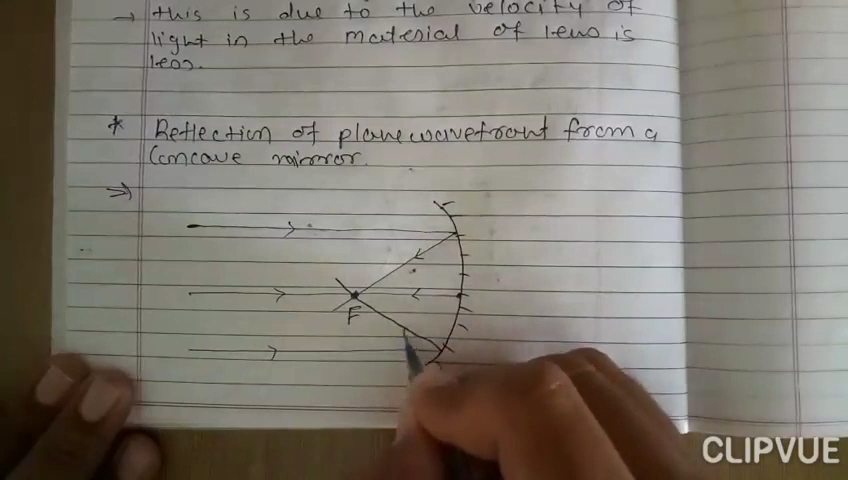 → This is due to the velocity of
light in the material of lens is
less.
* Reflection of plane wavefront from a
Concave mirror.
⇒
F
CLIPVUE